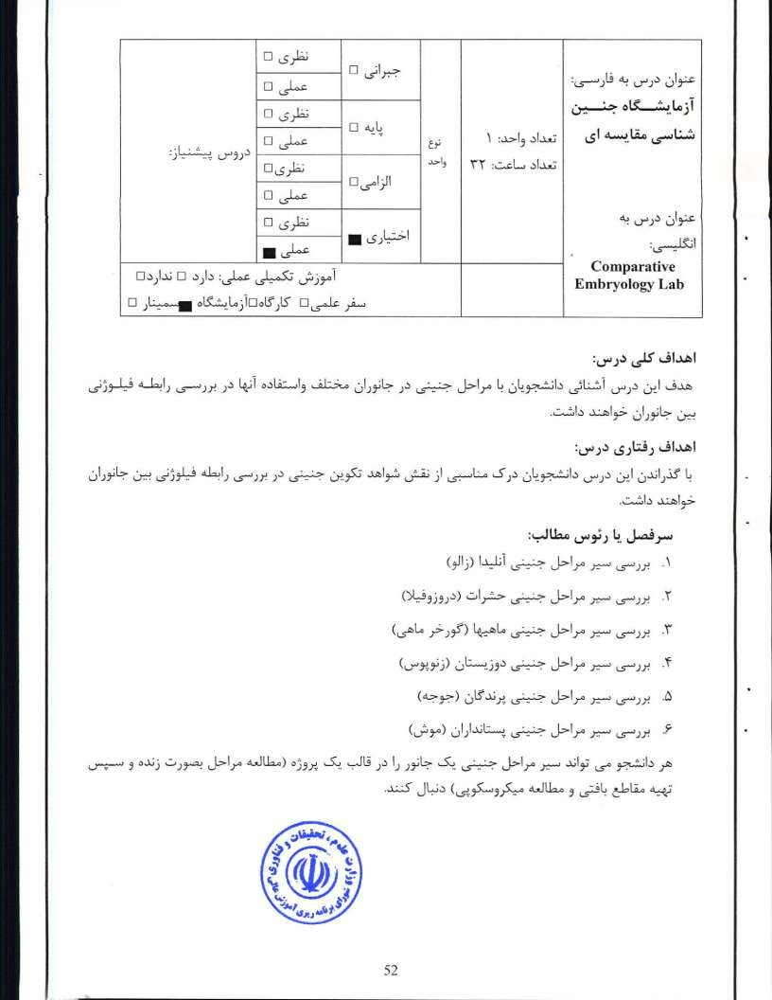 عنوان درس به فارسی:
آزمایشگاه جنین
شناسی مقایسه ای
عنوان درس به
انگلیسی:
Comparative
Embryology Lab
تعداد واحد: ۱
تعداد ساعت: ۳۲
نوع
واحد
جبرانی □
نظری □
عملی □
پایه □
نظری □
عملی □
الزامی□
نظری□
عملی □
اختیاری ■
نظری □
عملی ■
دروس پیشنیاز:
آموزش تکمیلی عملی: دارد □ ندارد□
سفر علمی□ کارگاه□آزمایشگاه ■سمینار □
اهداف کلی درس:
هدف این درس آشنائی دانشجویان با مراحل جنینی در جانوران مختلف واستفاده آنها در بررسی رابطه فیلوژنی
بین جانوران خواهند داشت.
اهداف رفتاری درس:
با گذراندن این درس دانشجویان درک مناسبی از نقش شواهد تکوین جنینی در بررسی رابطه فیلوژنی بین جانوران
خواهند داشت.
سرفصل یا رئوس مطالب:
۱. بررسی سیر مراحل جنینی آنلیدا (زالو)
۲. بررسی سیر مراحل جنینی حشرات (دروزوفیلا)
۳. بررسی سیر مراحل جنینی ماهیها (گورخر ماهی)
۴. بررسی سیر مراحل جنینی دوزیستان (زنوپوس)
۵. بررسی سیر مراحل جنینی پرندگان (جوجه)
۶. بررسی سیر مراحل جنینی پستانداران (موش)
هر دانشجو می تواند سیر مراحل جنینی یک جانور را در قالب یک پروژه (مطالعه مراحل بصورت زنده و سپس
تهیه مقاطع بافتی و مطالعه میکروسکوپی) دنبال کنند.
وزارت علوم، تحقیقات و فناوری
شورای برنامه ریزی آموزش عالی
52